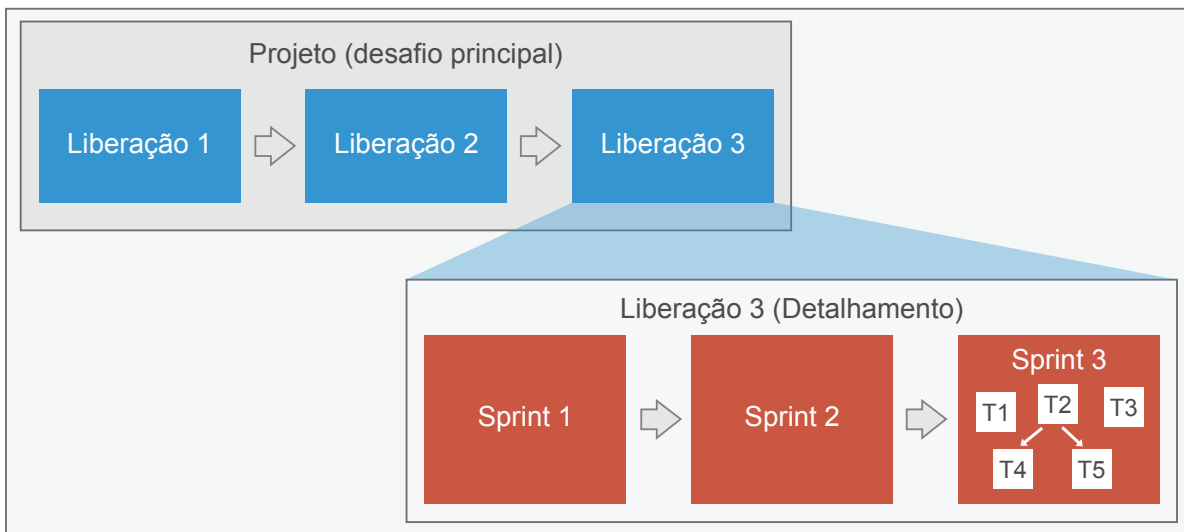 Projeto (desafio principal)
Liberação 1
Liberação 2
Liberação 3
Liberação 3 (Detalhamento)
Sprint 1
Sprint 2
Sprint 3
T1
T2
T3
T4
T5